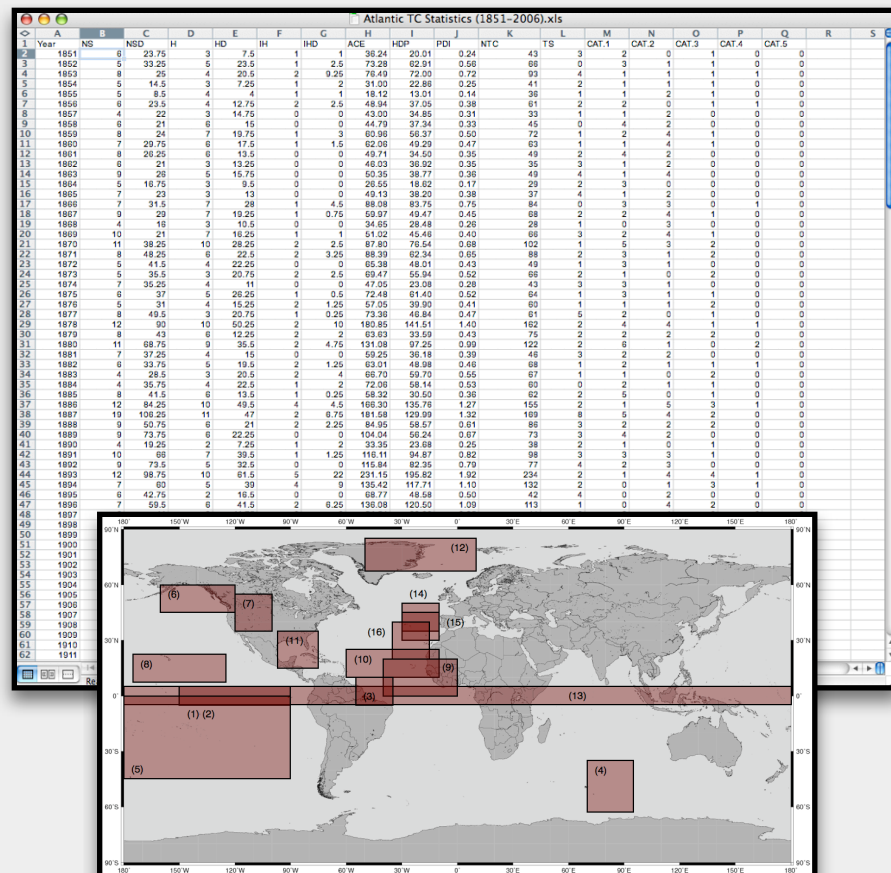 Atlantic TC Statistics (1851-2006).xls
A B C D E F G H I J K L M N O P Q R S
1 Year NS NSD H HD IH IHD ACE HDP PDI NTC TS CAT.1 CAT.2 CAT.3 CAT.4 CAT.5
2 1851 6 23.75 3 7.5 1 1 36.24 20.01 0.24 43 3 2 0 1 0 0
3 1852 5 33.25 5 23.5 1 2.5 73.28 62.91 0.56 66 0 3 1 1 0 0
4 1853 8 25 4 20.5 2 9.25 76.49 72.00 0.72 93 4 1 1 1 1 0
5 1854 5 14.5 3 7.25 1 2 31.00 22.86 0.25 41 2 1 1 1 0 0
6 1855 5 8.5 4 4 1 1 18.12 13.01 0.14 36 1 1 2 1 0 0
7 1856 6 23.5 4 12.75 2 2.5 48.94 37.05 0.38 61 2 2 0 1 1 0
8 1857 4 22 3 14.75 0 0 43.00 34.85 0.31 33 1 1 2 0 0 0
9 1858 6 21 6 15 0 0 44.79 37.34 0.33 45 0 4 2 0 0 0
10 1859 8 24 7 19.75 1 3 60.96 56.37 0.50 72 1 2 4 1 0 0
11 1860 7 29.75 6 17.5 1 1.5 62.06 49.29 0.47 63 1 1 4 1 0 0
12 1861 8 26.25 6 13.5 0 0 49.71 34.50 0.35 49 2 4 2 0 0 0
13 1862 6 21 3 13.25 0 0 46.03 36.92 0.35 35 3 1 2 0 0 0
14 1863 9 26 5 15.75 0 0 50.35 38.77 0.36 49 4 1 4 0 0 0
15 1864 5 16.75 3 9.5 0 0 26.55 18.62 0.17 29 2 3 0 0 0 0
16 1865 7 23 3 13 0 0 49.13 38.20 0.38 37 4 1 2 0 0 0
17 1866 7 31.5 7 28 1 4.5 88.08 83.75 0.75 84 0 3 3 0 1 0
18 1867 9 29 7 19.25 1 0.75 59.97 49.47 0.45 68 2 2 4 1 0 0
19 1868 4 16 3 10.5 0 0 34.65 28.48 0.26 28 1 0 3 0 0 0
20 1869 10 21 7 16.25 1 1 51.02 45.46 0.40 66 3 2 4 1 0 0
21 1870 11 38.25 10 28.25 2 2.5 87.80 76.54 0.68 102 1 5 3 2 0 0
22 1871 8 48.25 6 22.5 2 3.25 88.39 62.34 0.65 88 2 3 1 2 0 0
23 1872 5 41.5 4 22.25 0 0 65.38 48.01 0.43 49 1 3 1 0 0 0
24 1873 5 35.5 3 20.75 2 2.5 69.47 55.94 0.52 66 2 1 0 2 0 0
25 1874 7 35.25 4 11 0 0 47.05 23.08 0.28 43 3 3 1 0 0 0
26 1875 6 37 5 26.25 1 0.5 72.48 61.40 0.52 64 1 3 1 1 0 0
27 1876 5 31 4 15.25 2 1.25 57.05 39.90 0.41 60 1 1 1 2 0 0
28 1877 8 49.5 3 20.75 1 0.25 73.36 46.84 0.47 61 5 2 0 1 0 0
29 1878 12 90 10 50.25 2 10 180.85 141.51 1.40 162 2 4 4 1 1 0
30 1879 8 43 6 12.25 2 2 63.63 33.59 0.43 75 2 2 2 2 0 0
31 1880 11 68.75 9 35.5 2 4.75 131.08 97.25 0.99 122 2 6 1 0 2 0
32 1881 7 37.25 4 15 0 0 59.25 36.18 0.39 46 3 2 2 0 0 0
33 1882 6 33.75 5 19.5 2 1.25 63.01 48.98 0.46 68 1 2 1 1 1 0
34 1883 4 28.5 3 20.5 2 4 66.70 59.70 0.55 67 1 1 0 2 0 0
35 1884 4 35.75 4 22.5 1 2 72.06 58.14 0.53 60 0 2 1 1 0 0
36 1885 8 41.5 6 13.5 1 0.25 58.32 30.50 0.36 62 2 5 0 1 0 0
37 1886 12 84.25 10 49.5 4 4.5 166.30 135.76 1.27 155 2 1 5 3 1 0
38 1887 19 106.25 11 47 2 6.75 181.58 129.99 1.32 169 8 5 4 2 0 0
39 1888 9 50.75 6 21 2 2.25 84.95 58.57 0.61 86 3 2 2 2 0 0
40 1889 9 73.75 6 22.25 0 0 104.04 56.24 0.67 73 3 4 2 0 0 0
41 1890 4 19.25 2 7.25 1 2 33.35 23.68 0.25 38 2 1 0 1 0 0
42 1891 10 66 7 39.5 1 1.25 116.11 94.87 0.82 98 3 3 3 1 0 0
43 1892 9 73.5 5 32.5 0 0 115.84 82.35 0.79 77 4 2 3 0 0 0
44 1893 12 98.75 10 61.5 5 22 231.15 195.82 1.92 234 2 1 4 4 1 0
45 1894 7 60 5 39 4 9 135.42 117.71 1.10 132 2 0 1 3 1 0
46 1895 6 42.75 2 16.5 0 0 68.77 48.58 0.50 42 4 0 2 0 0 0
47 1896 7 59.5 6 41.5 2 6.25 136.08 120.50 1.09 113 1 0 4 2 0 0
48 1897
49 1898
50 1899
51 1900
52 1901
53 1902
54 1903
55 1904
56 1905
57 1906
58 1907
59 1908
60 1909
61 1910
62 1911
Re
180˚ 150˚W 120˚W 90˚W 60˚W 30˚W 0˚ 30˚E 60˚E 90˚E 120˚E 150˚E 180˚
90˚N 90˚N
(12)
60˚N 60˚N
(6) (14)
(7)
(15)
(16)
30˚N (11) 30˚N
(10)
(8) (9)
0˚ (3) (13) 0˚
(1) (2)
30˚S 30˚S
(5) (4)
60˚S 60˚S
90˚S 90˚S
180˚ 150˚W 120˚W 90˚W 60˚W 30˚W 0˚ 30˚E 60˚E 90˚E 120˚E 150˚E 180˚